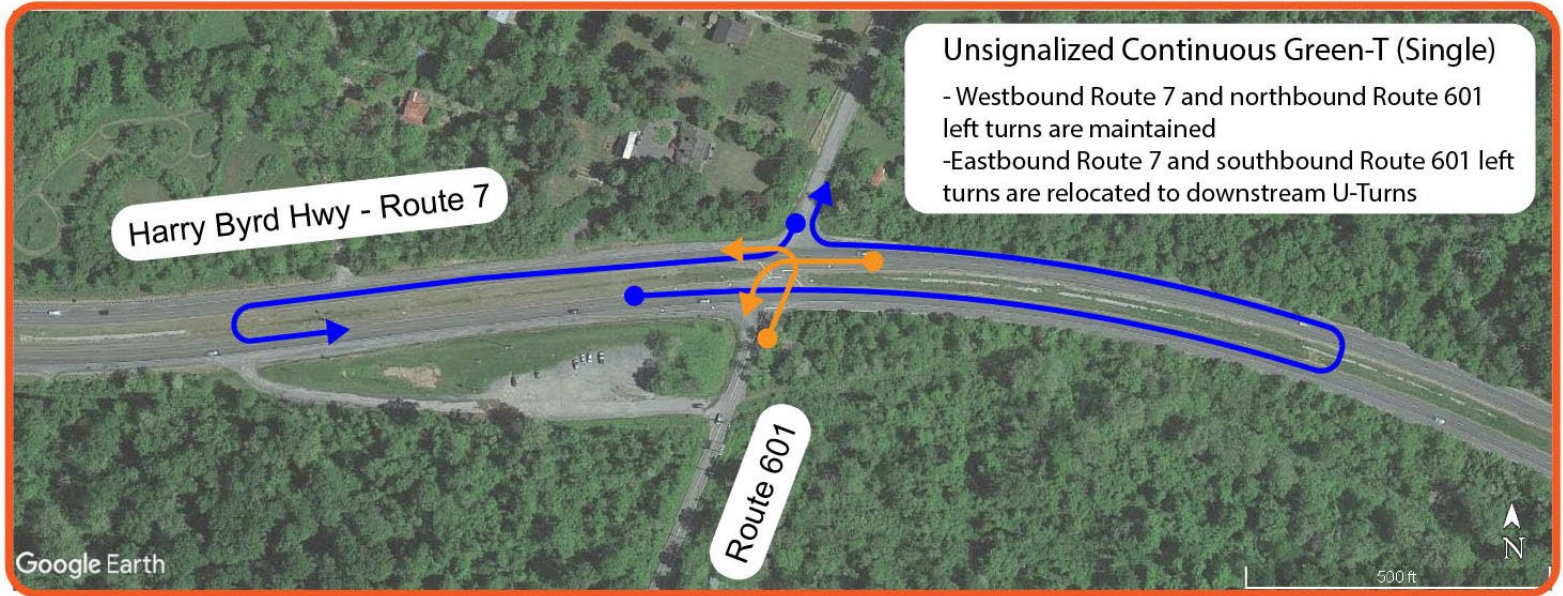 Unsignalized Continuous Green-T (Single)
- Westbound Route 7 and northbound Route 601
left turns are maintained
-Eastbound Route 7 and southbound Route 601 left
turns are relocated to downstream U-Turns
Harry Byrd Hwy - Route 7
Route 601
Google Earth
N
500 ft